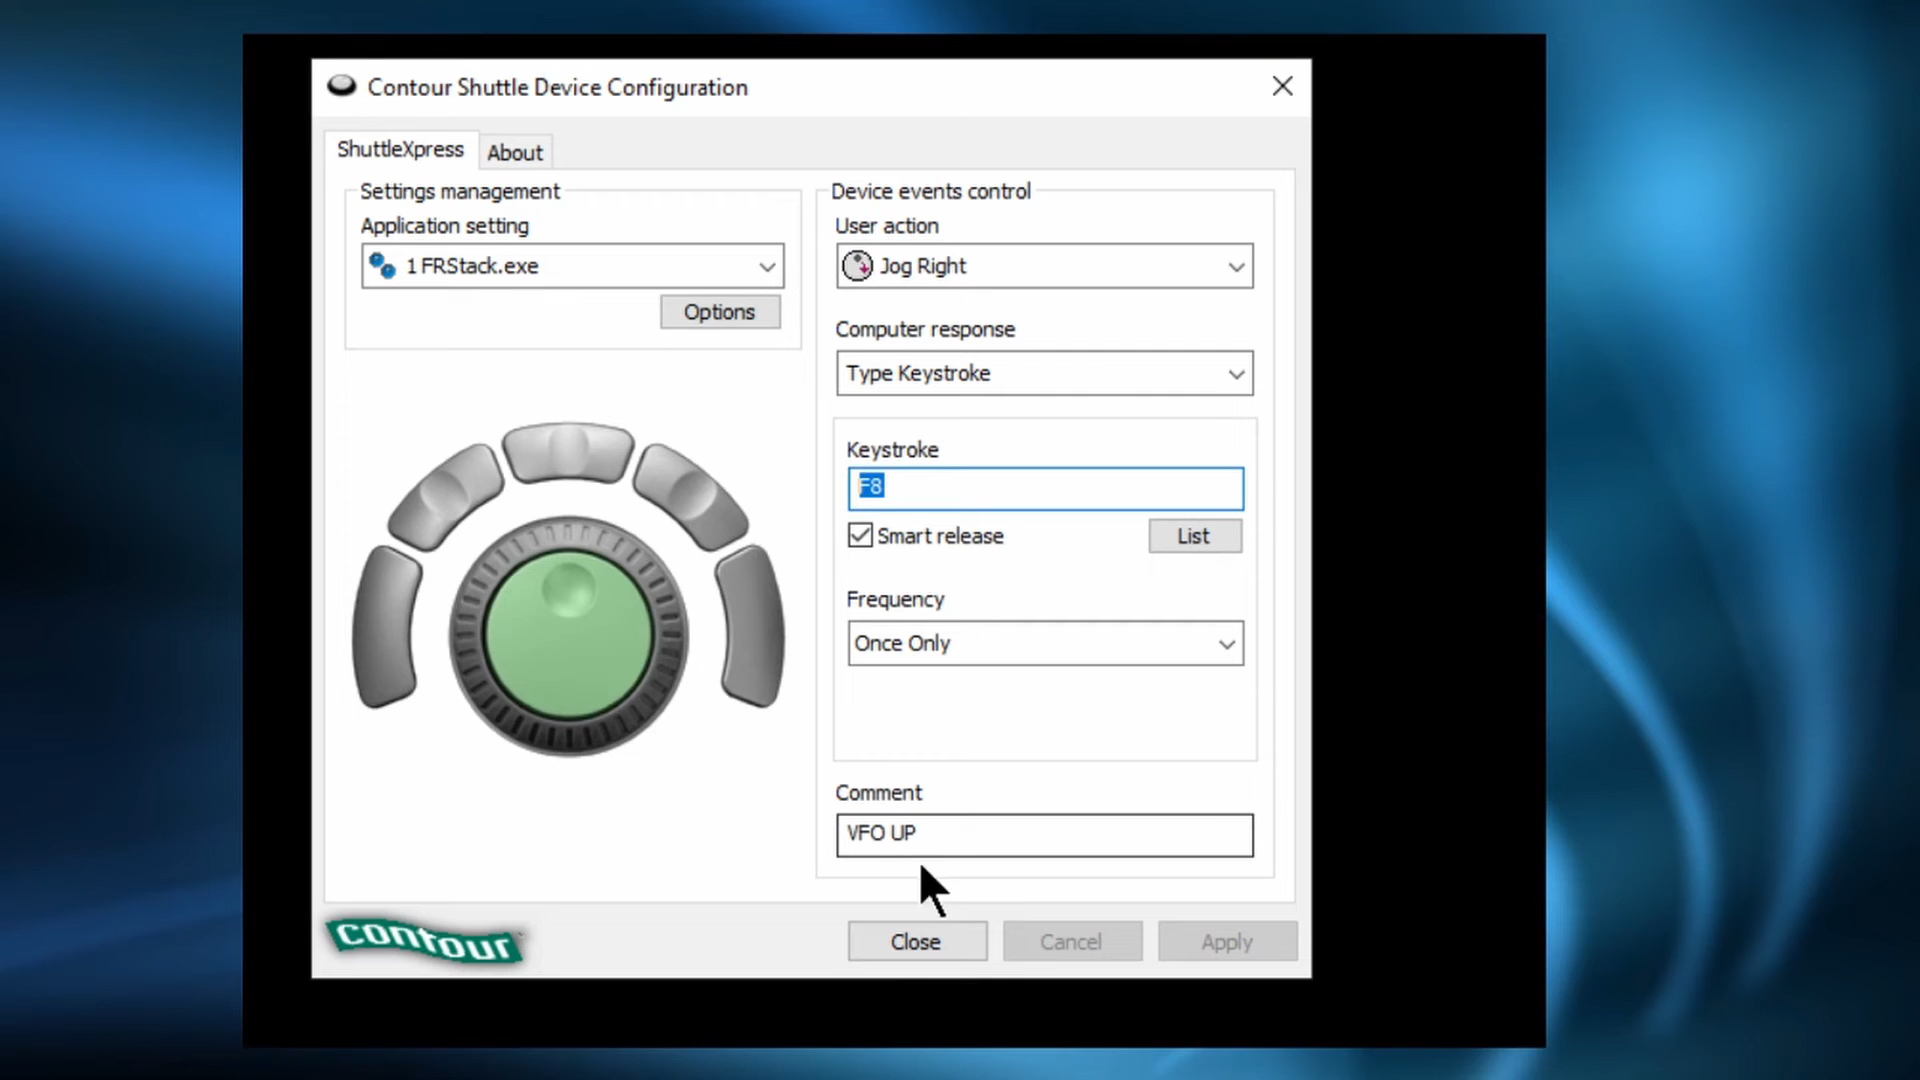 Contour Shuttle Device Configuration
ShuttleXpress
About
Settings management
Application setting
1 FRStack.exe
Options
Device events control
User action
Jog Right
Computer response
Type Keystroke
Keystroke
F8
Smart release
List
Frequency
Once Only
Comment
VFO UP
contour
Close
Cancel
Apply